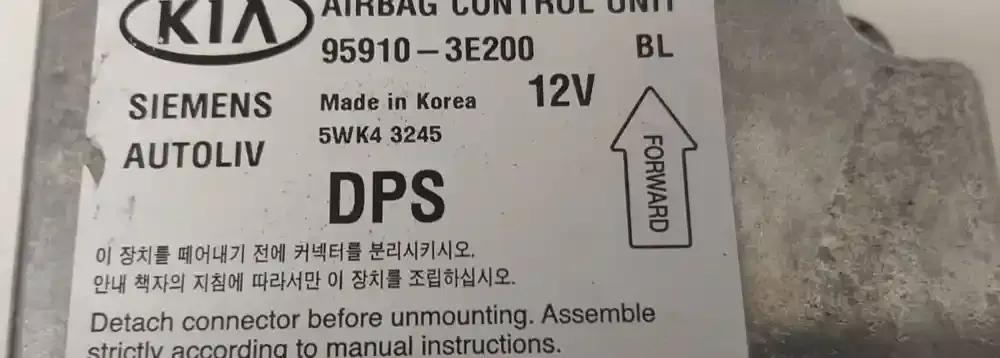 KIA
AIRBAG CONTROL UNIT
95910-3E200 BL
SIEMENS
AUTOLIV
Made in Korea 12V
5WK4 3245
FORWARD
DPS
이 장치를 떼어내기 전에 커넥터를 분리시키시오.
안내 책자의 지침에 따라서만 이 장치를 조립하십시오.
Detach connector before unmounting. Assemble
strictly according to manual instructions.